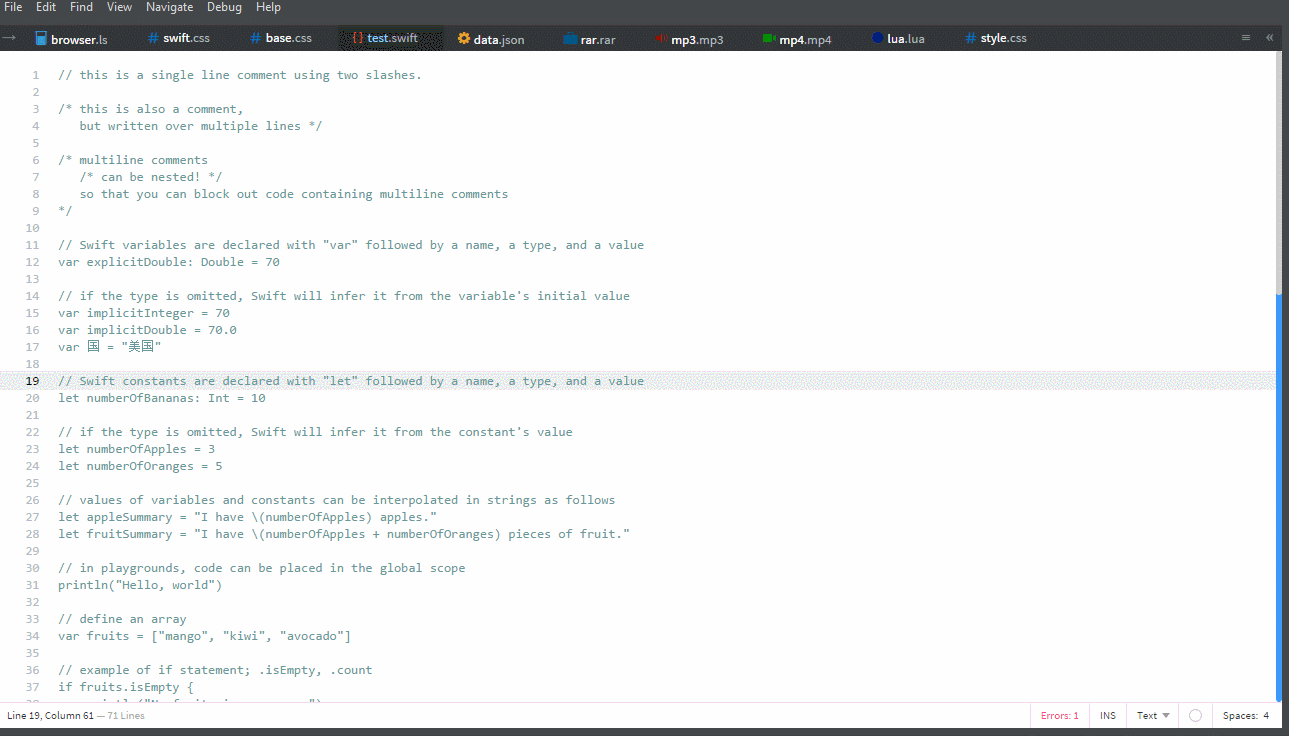 File Edit Find View Navigate Debug Help
browser.ls swift.css base.css test.swift data.json rar.rar mp3.mp3 mp4.mp4 lua.lua style.css
1 // this is a single line comment using two slashes.
2
3 /* this is also a comment,
4 but written over multiple lines */
5
6 /* multiline comments
7 /* can be nested! */
8 so that you can block out code containing multiline comments
9 */
10
11 // Swift variables are declared with "var" followed by a name, a type, and a value
12 var explicitDouble: Double = 70
13
14 // if the type is omitted, Swift will infer it from the variable's initial value
15 var implicitInteger = 70
16 var implicitDouble = 70.0
17 var 国 = "美国"
18
19 // Swift constants are declared with "let" followed by a name, a type, and a value
20 let numberOfBananas: Int = 10
21
22 // if the type is omitted, Swift will infer it from the constant's value
23 let numberOfApples = 3
24 let numberOfOranges = 5
25
26 // values of variables and constants can be interpolated in strings as follows
27 let appleSummary = "I have \(numberOfApples) apples."
28 let fruitSummary = "I have \(numberOfApples + numberOfOranges) pieces of fruit."
29
30 // in playgrounds, code can be placed in the global scope
31 println("Hello, world")
32
33 // define an array
34 var fruits = ["mango", "kiwi", "avocado"]
35
36 // example of if statement; .isEmpty, .count
37 if fruits.isEmpty {
Line 19, Column 61 — 71 Lines Errors: 1 INS Text Spaces: 4